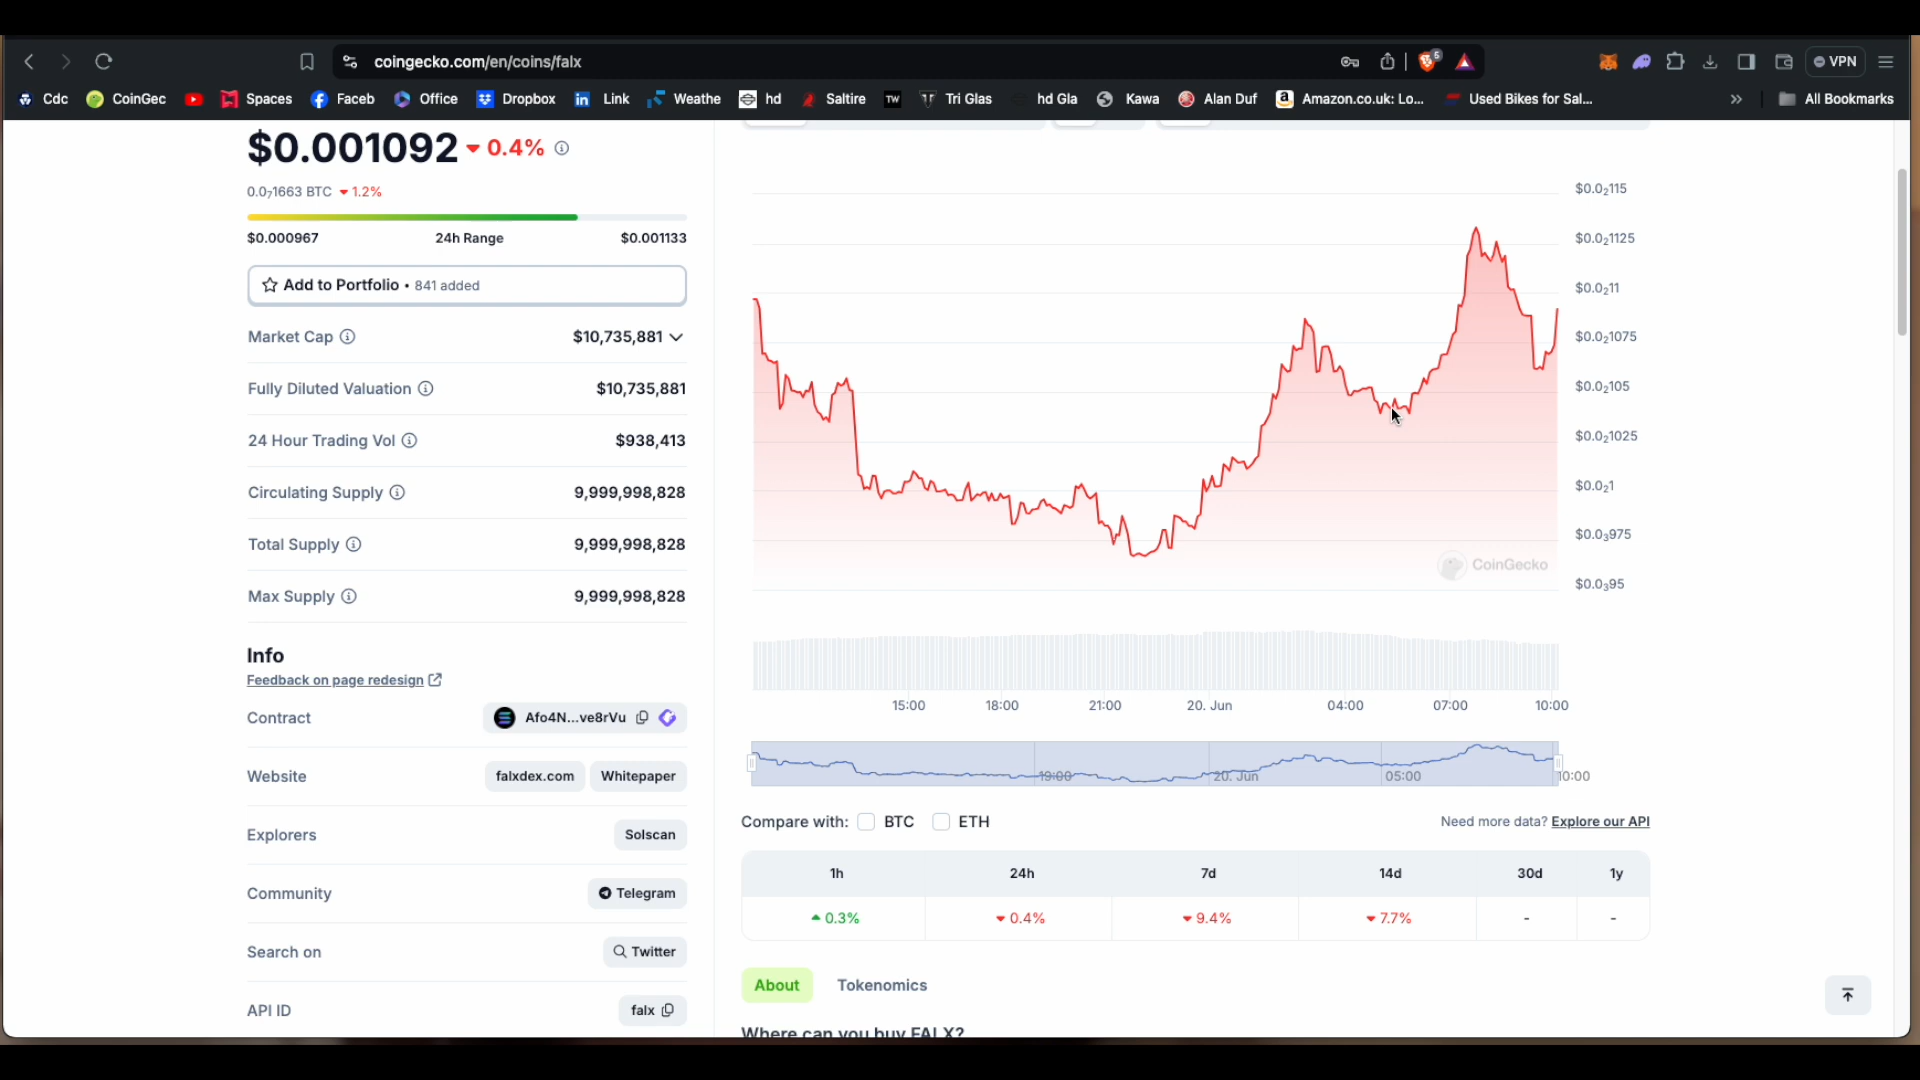 coingecko.com/en/coins/falx
5
VPN
Cdc CoinGec Spaces Faceb Office Dropbox Link Weathe hd Saltire TW Tri Glas hd Gla Kawa Alan Duf Amazon.co.uk: Lo... Used Bikes for Sal... » All Bookmarks
$0.001092 0.4%
0.0₇1663 BTC 1.2%
$0.000967 24h Range $0.001133
Add to Portfolio • 841 added
Market Cap $10,735,881
Fully Diluted Valuation $10,735,881
24 Hour Trading Vol $938,413
Circulating Supply 9,999,998,828
Total Supply 9,999,998,828
Max Supply 9,999,998,828
Info
Feedback on page redesign
Contract Afo4N...ve8rVu
Website falxdex.com Whitepaper
Explorers Solscan
Community Telegram
Search on Twitter
API ID falx
$0.0₂115
$0.0₂1125
$0.0₂11
$0.0₂1075
$0.0₂105
$0.0₂1025
$0.0₂1
$0.0₃975
$0.0₃95
CoinGecko
15:00 18:00 21:00 20. Jun 04:00 07:00 10:00
19:00 20. Jun 05:00 10:00
Compare with: BTC ETH
Need more data? Explore our API
1h 24h 7d 14d 30d 1y
0.3% 0.4% 9.4% 7.7% - -
About Tokenomics
Where can you buy FALX?